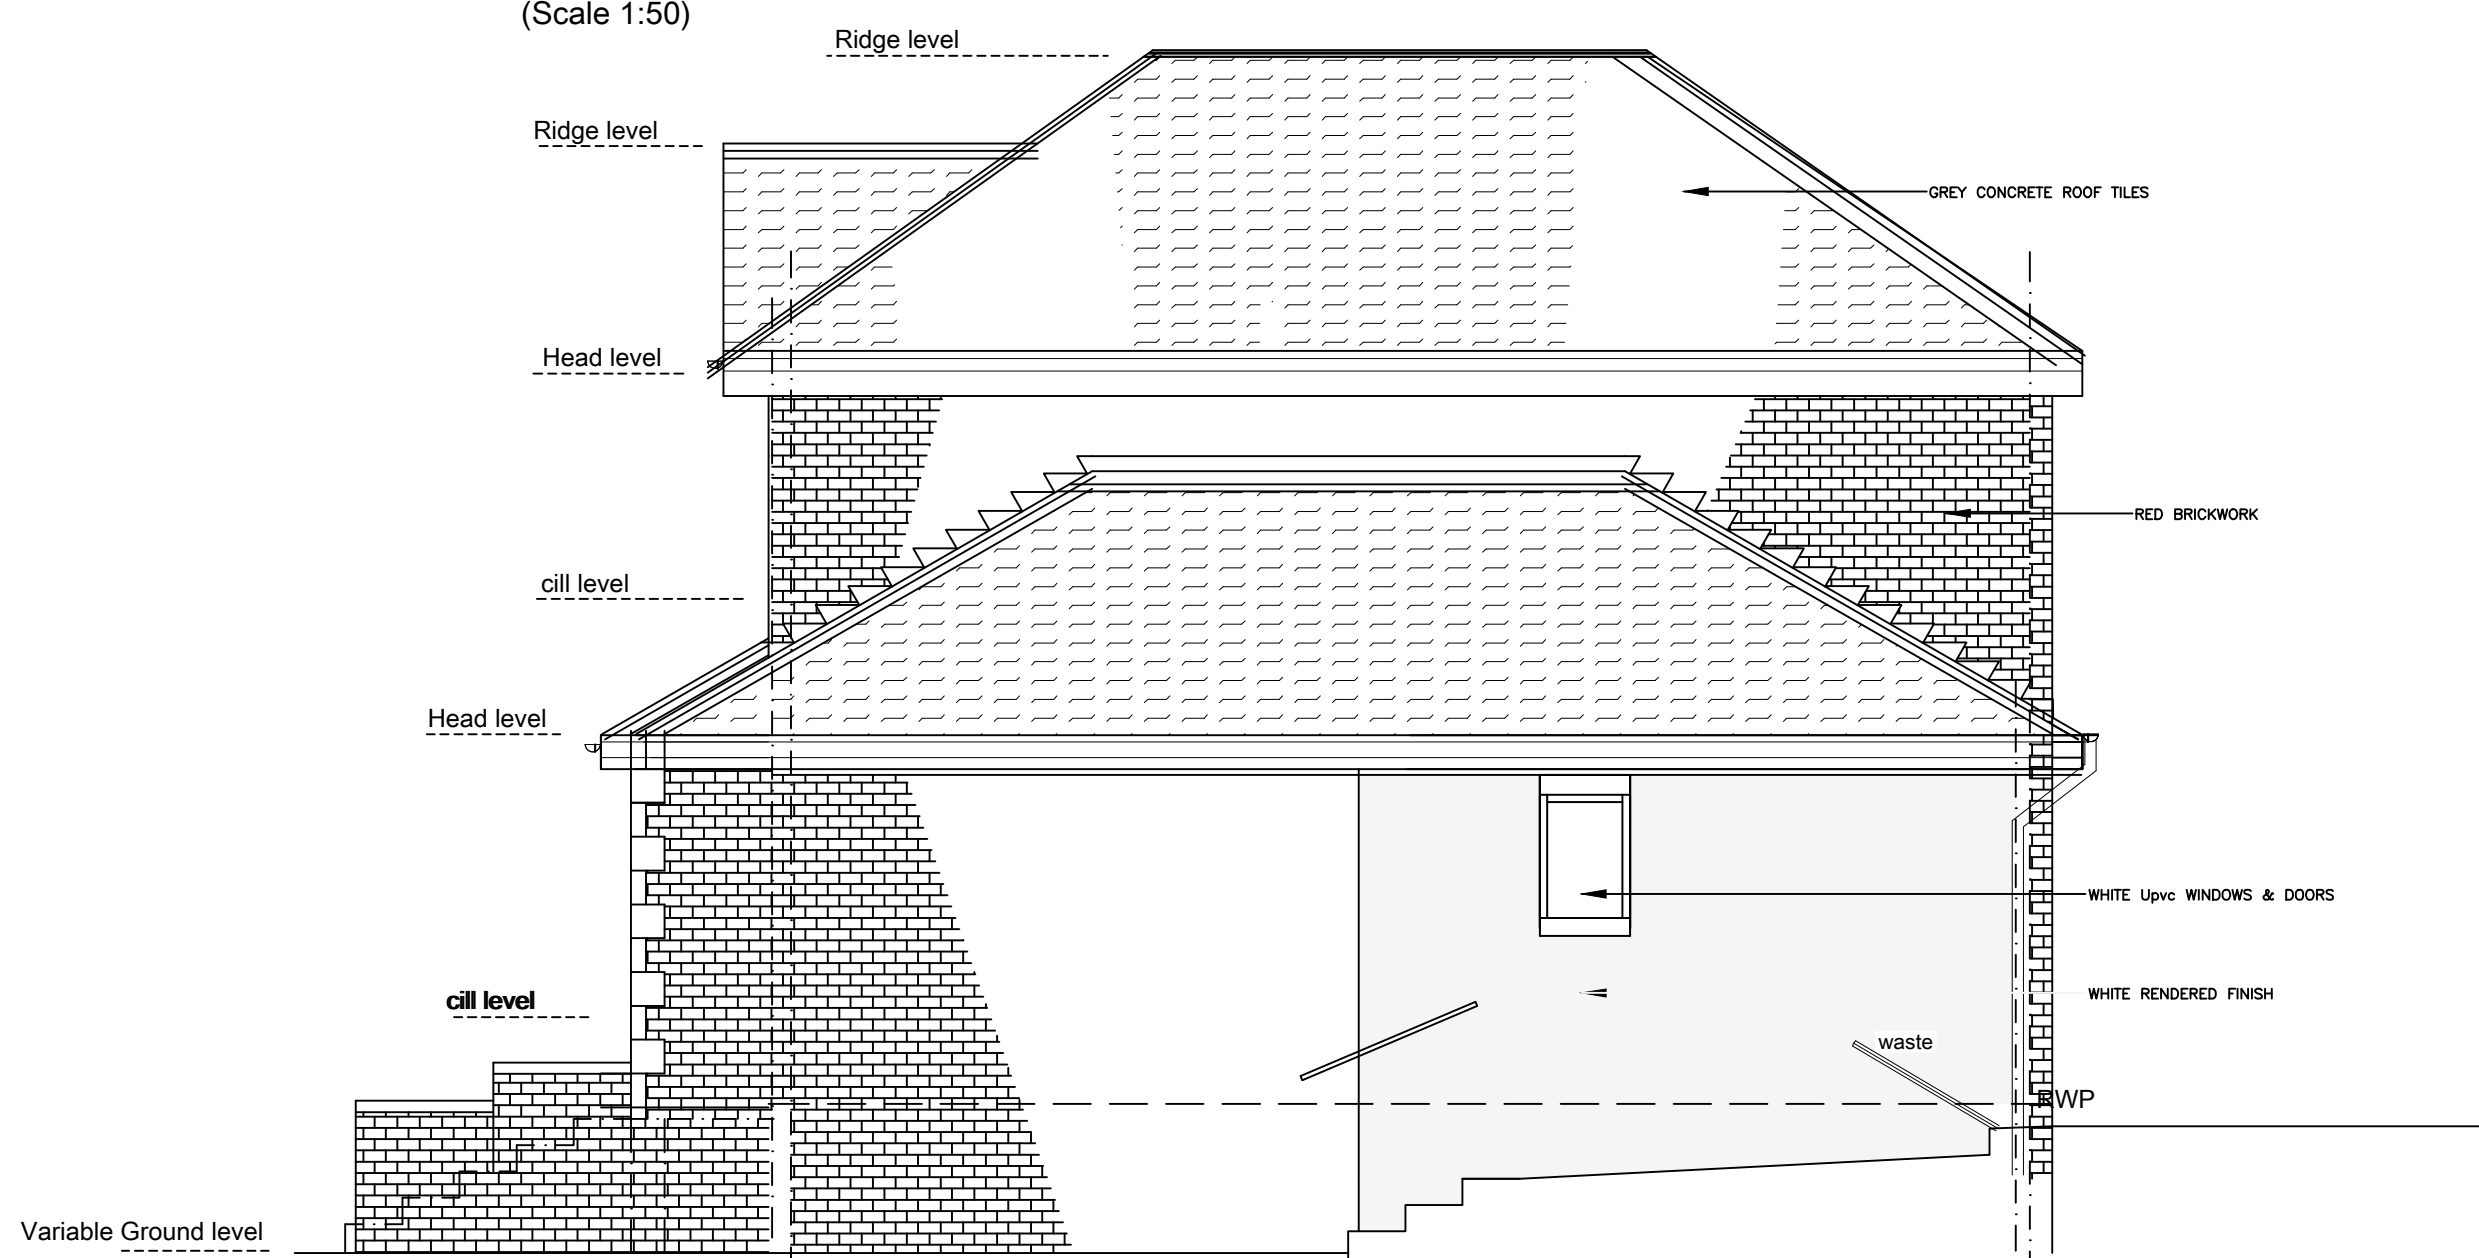 (Scale 1:50)
Ridge level
Ridge level
GREY CONCRETE ROOF TILES
Head level
RED BRICKWORK
cill level
Head level
WHITE Upvc WINDOWS & DOORS
cill level
WHITE RENDERED FINISH
waste
RWP
Variable Ground level